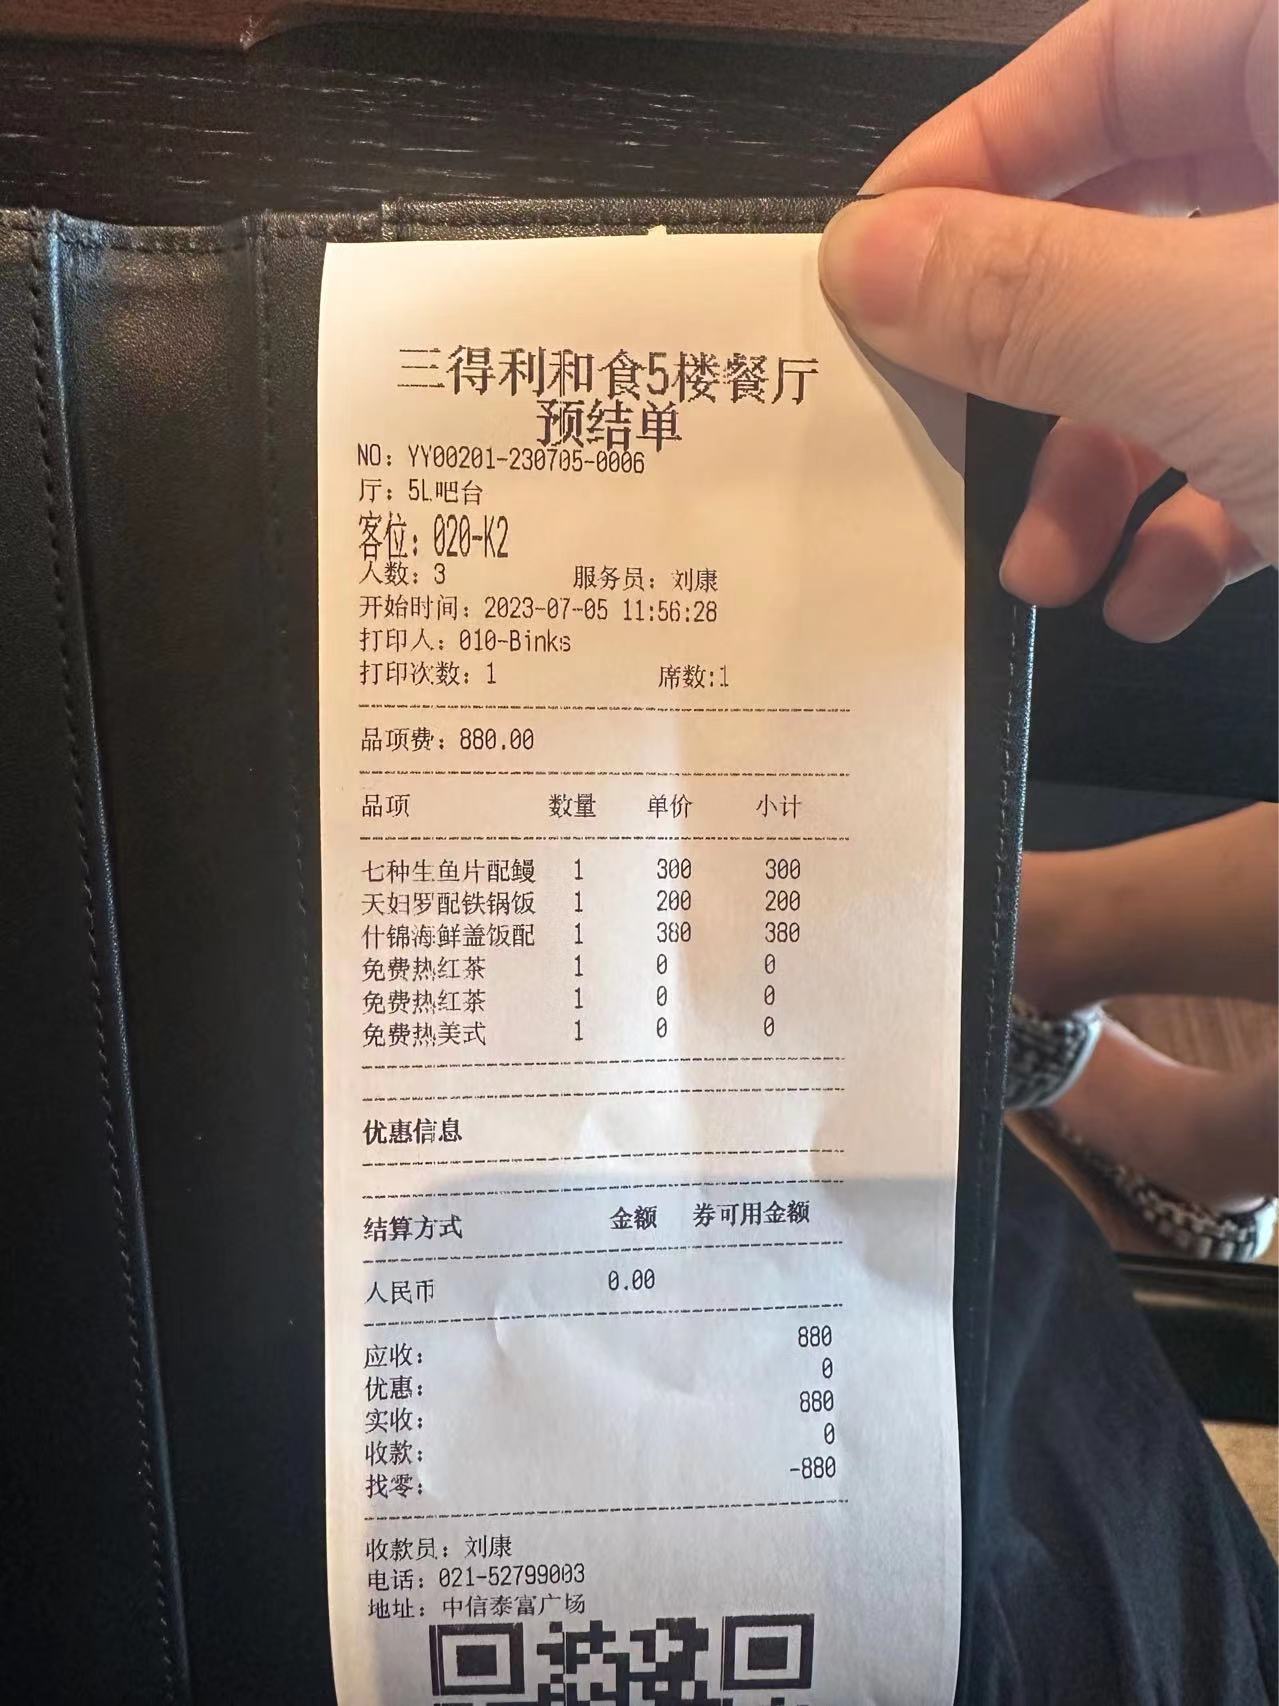 三得利和食5楼餐厅
预结单
NO: YY00201-230705-0006
厅: 5L吧台
客位: 020-K2
人数: 3 服务员: 刘康
开始时间: 2023-07-05 11:56:28
打印人: 010-Binks
打印次数: 1 席数:1
品项费: 880.00
品项 数量 单价 小计
七种生鱼片配鳗 1 300 300
天妇罗配铁锅饭 1 200 200
什锦海鲜盖饭配 1 380 380
免费热红茶 1 0 0
免费热红茶 1 0 0
免费热美式 1 0 0
优惠信息
结算方式 金额 券可用金额
人民币 0.00
应收: 880
优惠: 0
实收: 880
收款: 0
找零: -880
收款员: 刘康
电话: 021-52799003
地址: 中信泰富广场